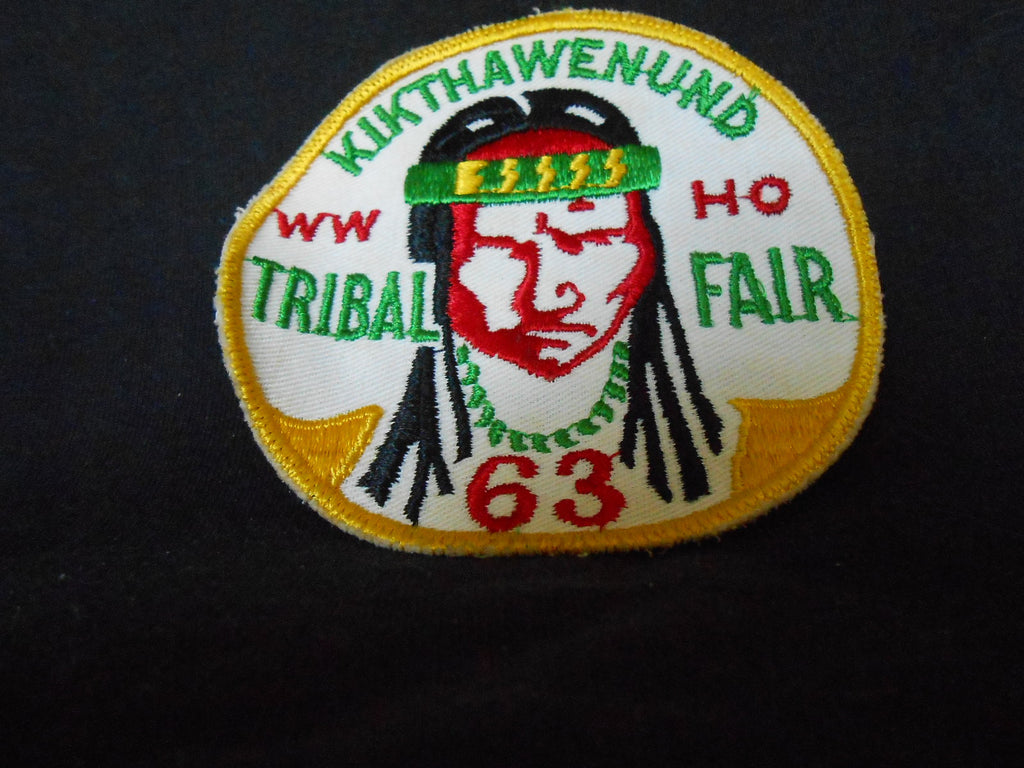 KIKTHAWENUND
WW HO
TRIBAL FAIR
63